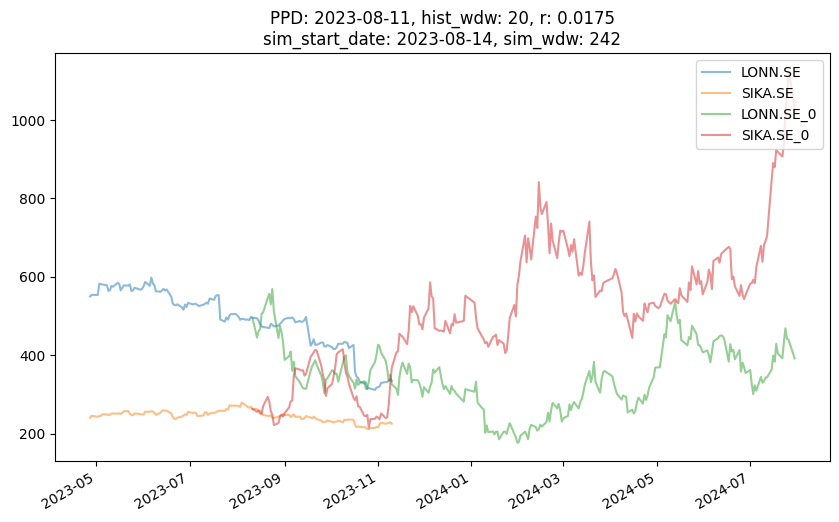 PPD: 2023-08-11, hist_wdw: 20, r: 0.0175
sim_start_date: 2023-08-14, sim_wdw: 242
LONN.SE
SIKA.SE
LONN.SE_0
SIKA.SE_0
1000
800
600
400
200
2023-05
2023-07
2023-09
2023-11
2024-01
2024-03
2024-05
2024-07